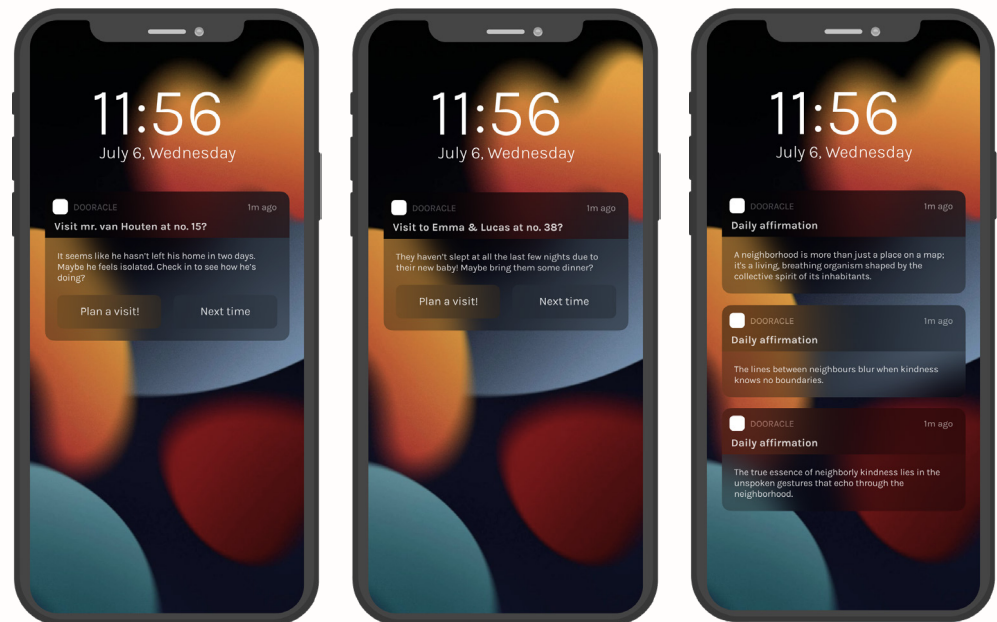 11:56
July 6, Wednesday
DOORACLE 1m ago
Visit mr. van Houten at no. 15?
It seems like he hasn't left his home in two days.
Maybe he feels isolated. Check in to see how he's
doing?
Plan a visit! Next time
11:56
July 6, Wednesday
DOORACLE 1m ago
Visit to Emma & Lucas at no. 38?
They haven't slept at all the last few nights due to
their new baby! Maybe bring them some dinner?
Plan a visit! Next time
11:56
July 6, Wednesday
DOORACLE 1m ago
Daily affirmation
A neighborhood is more than just a place on a map;
it's a living, breathing organism shaped by the
collective spirit of its inhabitants.
DOORACLE 1m ago
Daily affirmation
The lines between neighbours blur when kindness
knows no boundaries.
DOORACLE 1m ago
Daily affirmation
The true essence of neighborly kindness lies in the
unspoken gestures that echo through the
neighborhood.